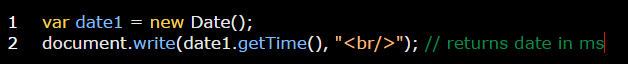 1 var date1 = new Date();
2 document.write(date1.getTime(), "<br/>"); // returns date in ms